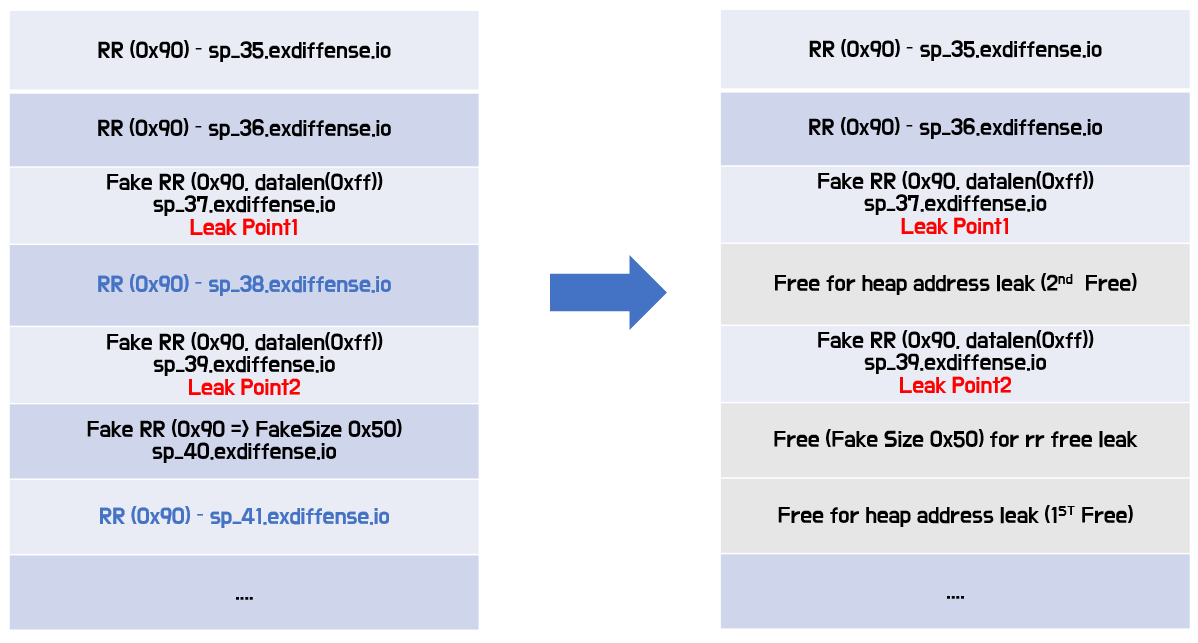 RR (0x90) - sp_35.exdiffense.io
RR (0x90) - sp_36.exdiffense.io
Fake RR (0x90, datalen(0xff))
sp_37.exdiffense.io
Leak Point1
RR (0x90) - sp_38.exdiffense.io
Fake RR (0x90, datalen(0xff))
sp_39.exdiffense.io
Leak Point2
Fake RR (0x90 => FakeSize 0x50)
sp_40.exdiffense.io
RR (0x90) - sp_41.exdiffense.io
....
RR (0x90) - sp_35.exdiffense.io
RR (0x90) - sp_36.exdiffense.io
Fake RR (0x90, datalen(0xff))
sp_37.exdiffense.io
Leak Point1
Free for heap address leak (2nd Free)
Fake RR (0x90, datalen(0xff))
sp_39.exdiffense.io
Leak Point2
Free (Fake Size 0x50) for rr free leak
Free for heap address leak (1ST Free)
....